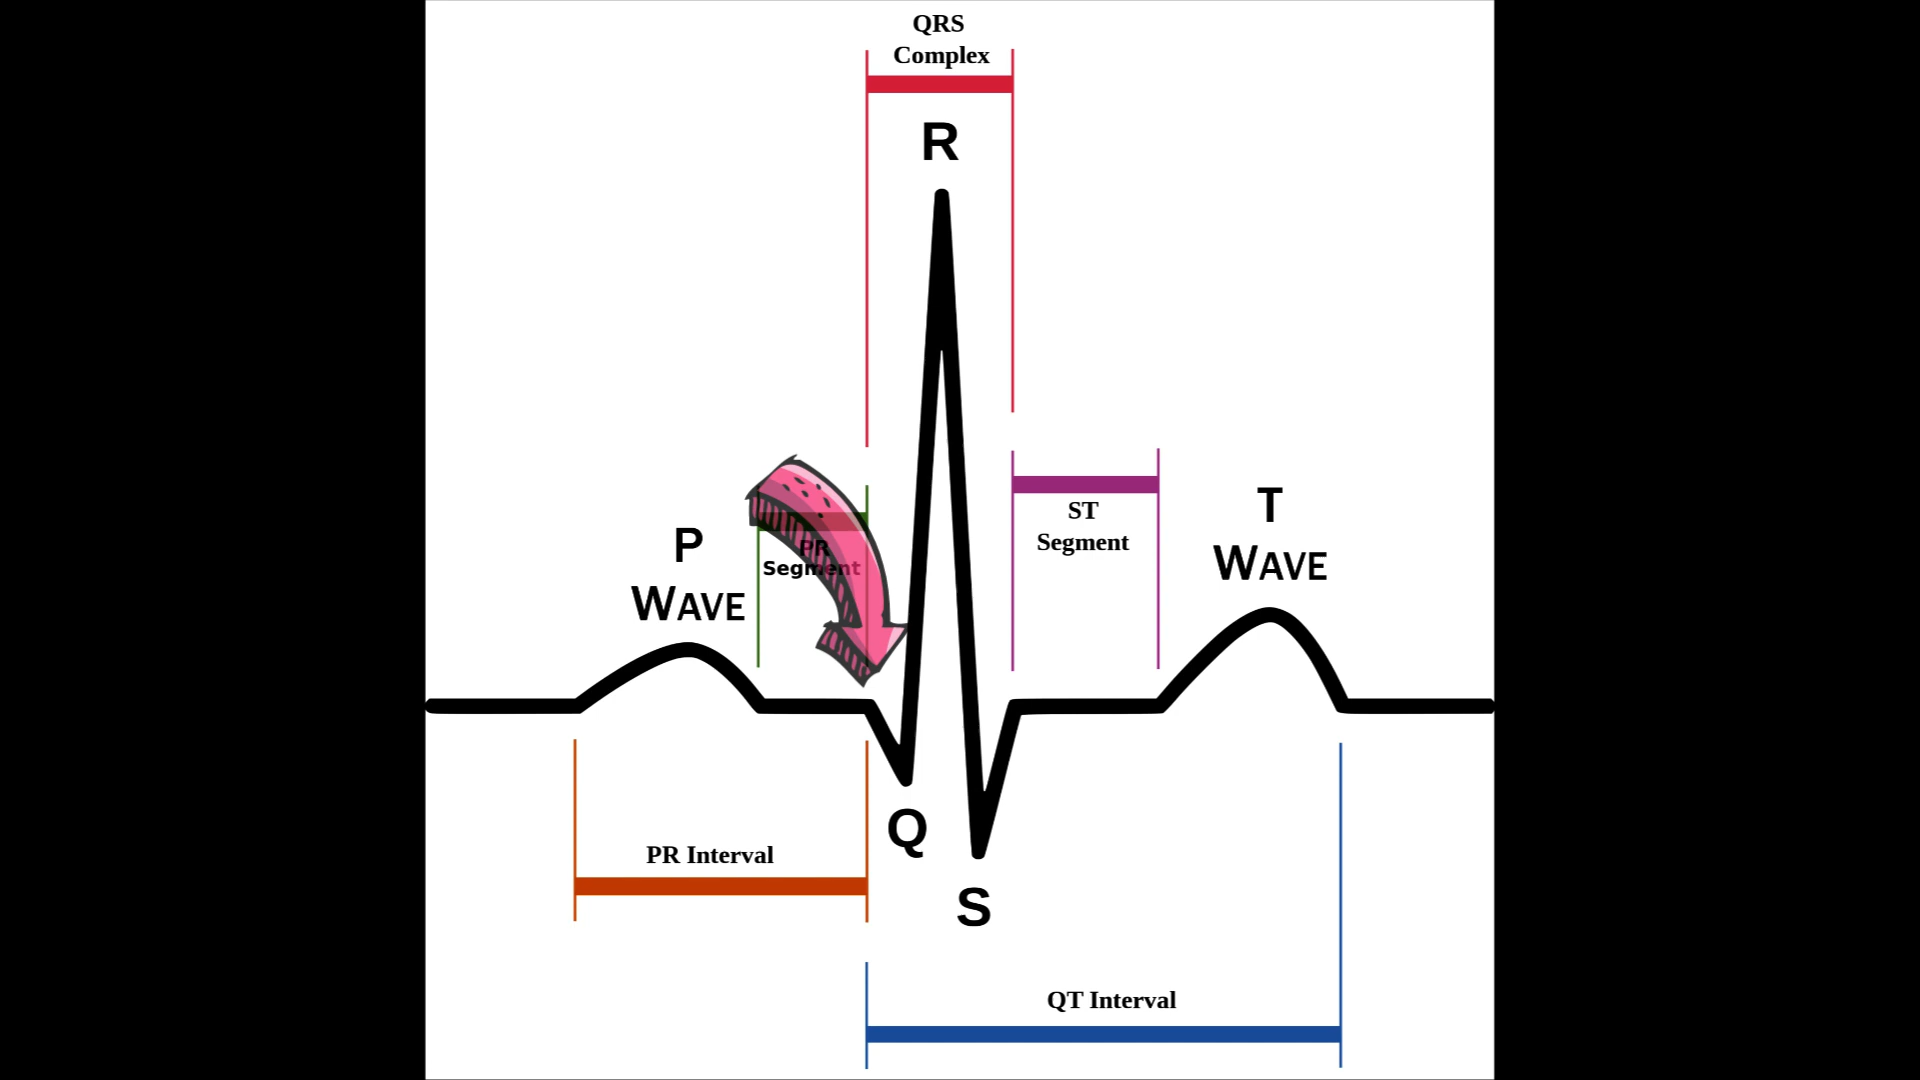 QRS
Complex
R
P
WAVE
PR
Segment
ST
Segment
T
WAVE
Q
PR Interval
S
QT Interval